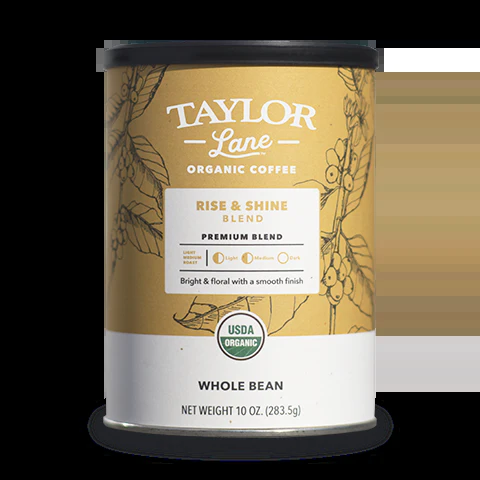 TAYLOR
Lane™
ORGANIC COFFEE
RISE & SHINE
BLEND
PREMIUM BLEND
LIGHT
MEDIUM
ROAST
Light Medium Dark
Bright & floral with a smooth finish
USDA
ORGANIC
WHOLE BEAN
NET WEIGHT 10 OZ. (283.5g)